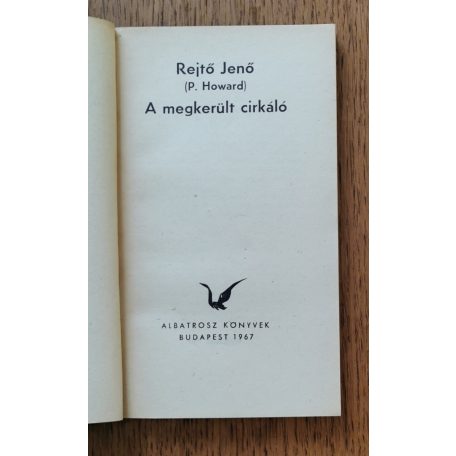 Rejtő Jenő
(P. Howard)
A megkerült cirkáló
ALBATROSZ KÖNYVEK
BUDAPEST 1967